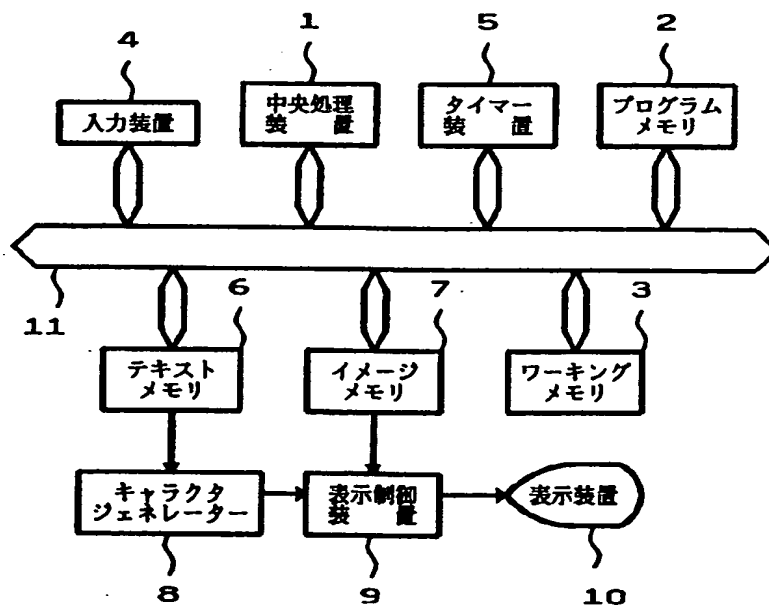 4
1
5
2
入力装置
中央処理
装 置
タイマー
装 置
プログラム
メモリ
11
6
7
3
テキスト
メモリ
イメージ
メモリ
ワーキング
メモリ
キャラクタ
ジェネレーター
表示制御
装 置
表示装置
8
9
10